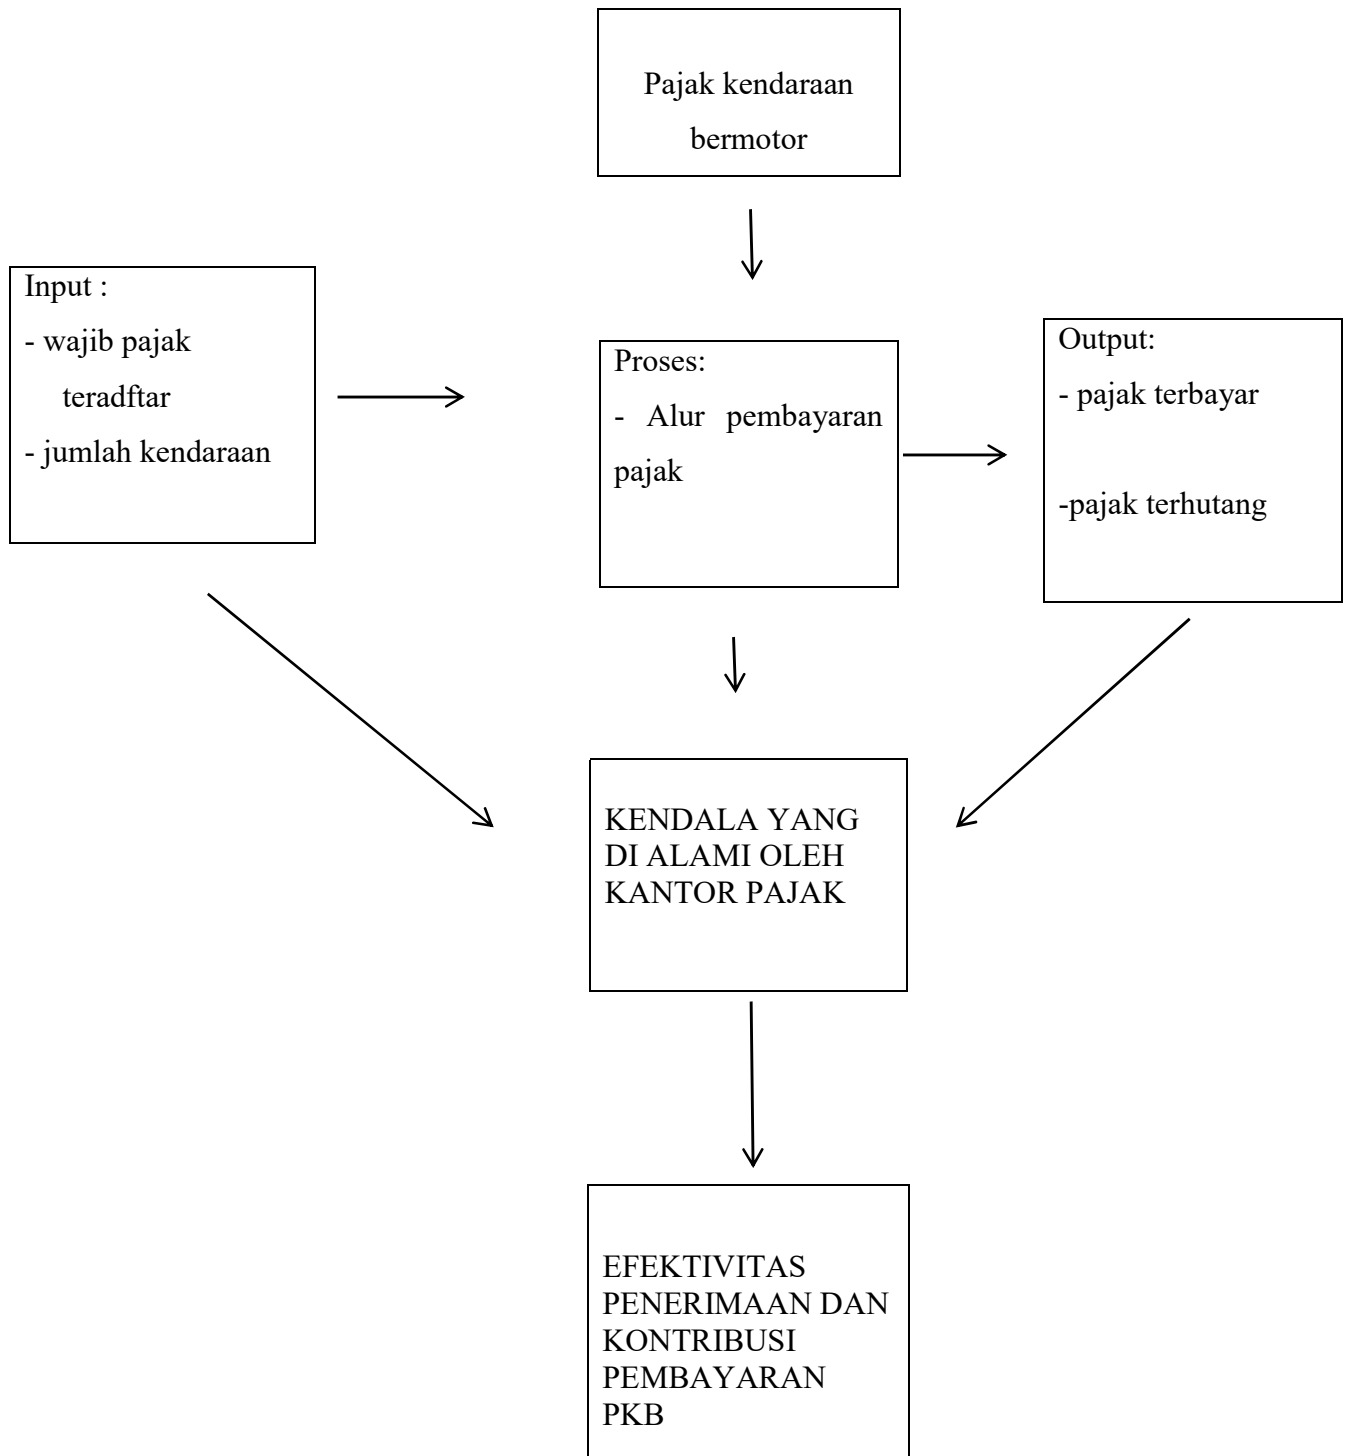 Pajak kendaraan
bermotor
Input :
- wajib pajak
teradftar
- jumlah kendaraan
Proses:
- Alur pembayaran
pajak
Output:
- pajak terbayar
-pajak terhutang
KENDALA YANG
DI ALAMI OLEH
KANTOR PAJAK
EFEKTIVITAS
PENERIMAAN DAN
KONTRIBUSI
PEMBAYARAN
PKB